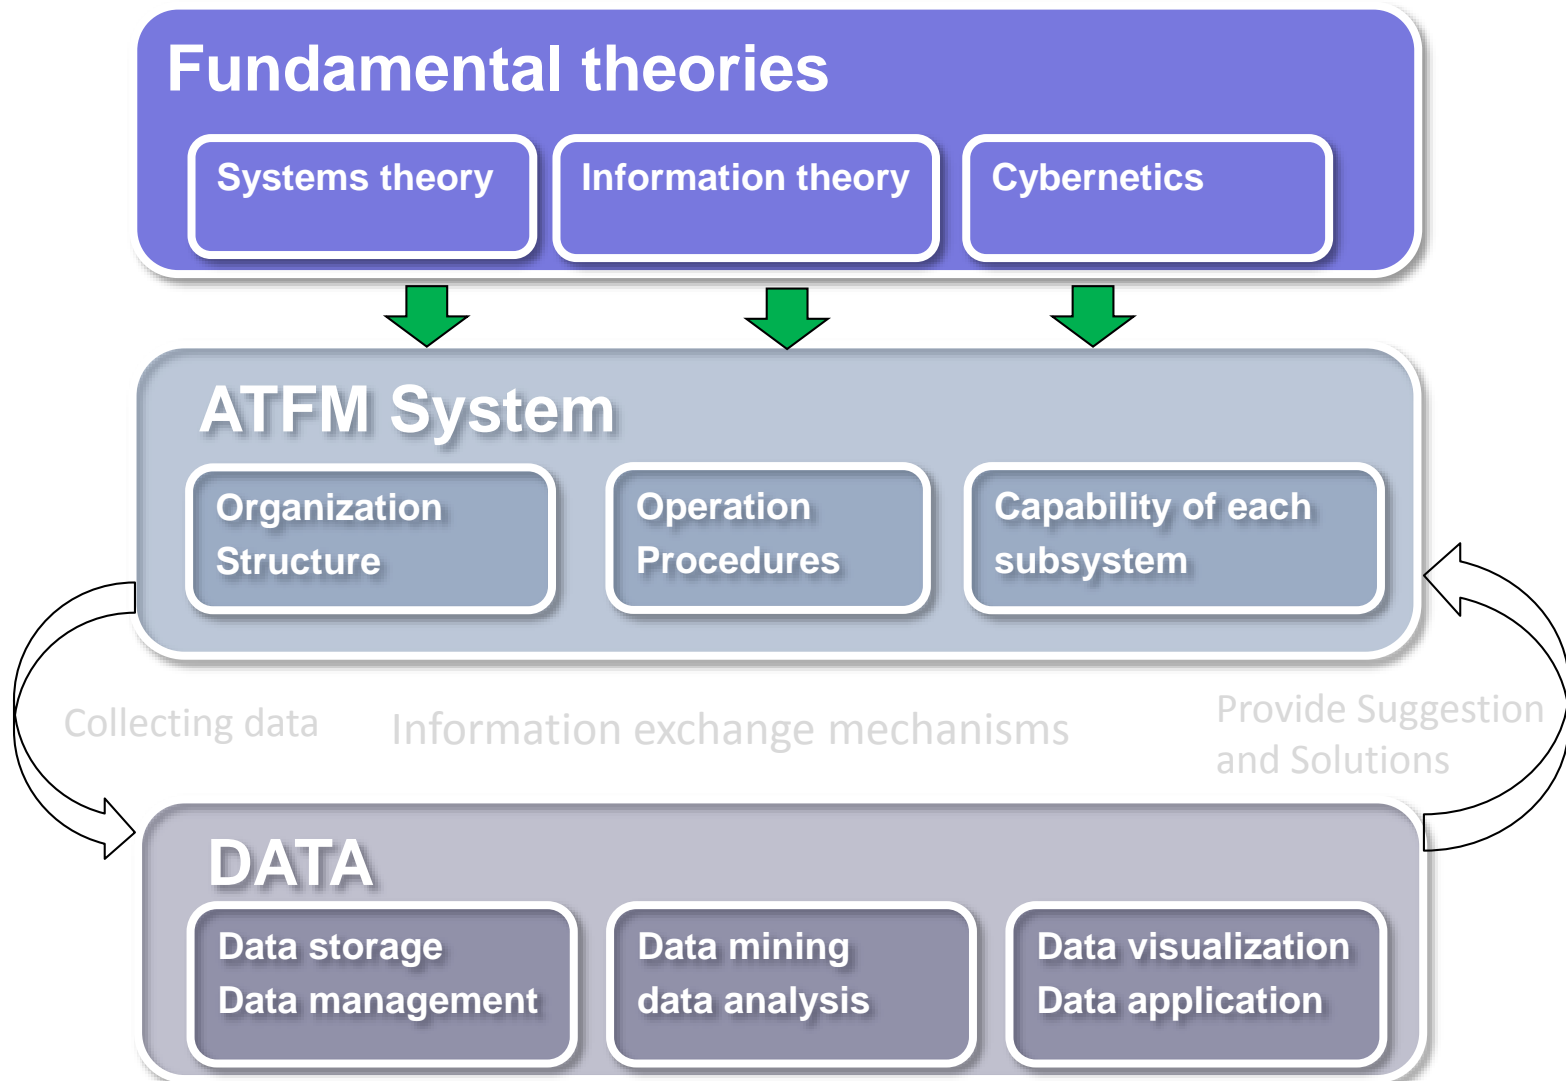 Fundamental theories
Systems theory
Information theory
Cybernetics
ATFM System
Organization
Structure
Operation
Procedures
Capability of each
subsystem
Collecting data
Information exchange mechanisms
Provide Suggestion
and Solutions
DATA
Data storage
Data management
Data mining
data analysis
Data visualization
Data application